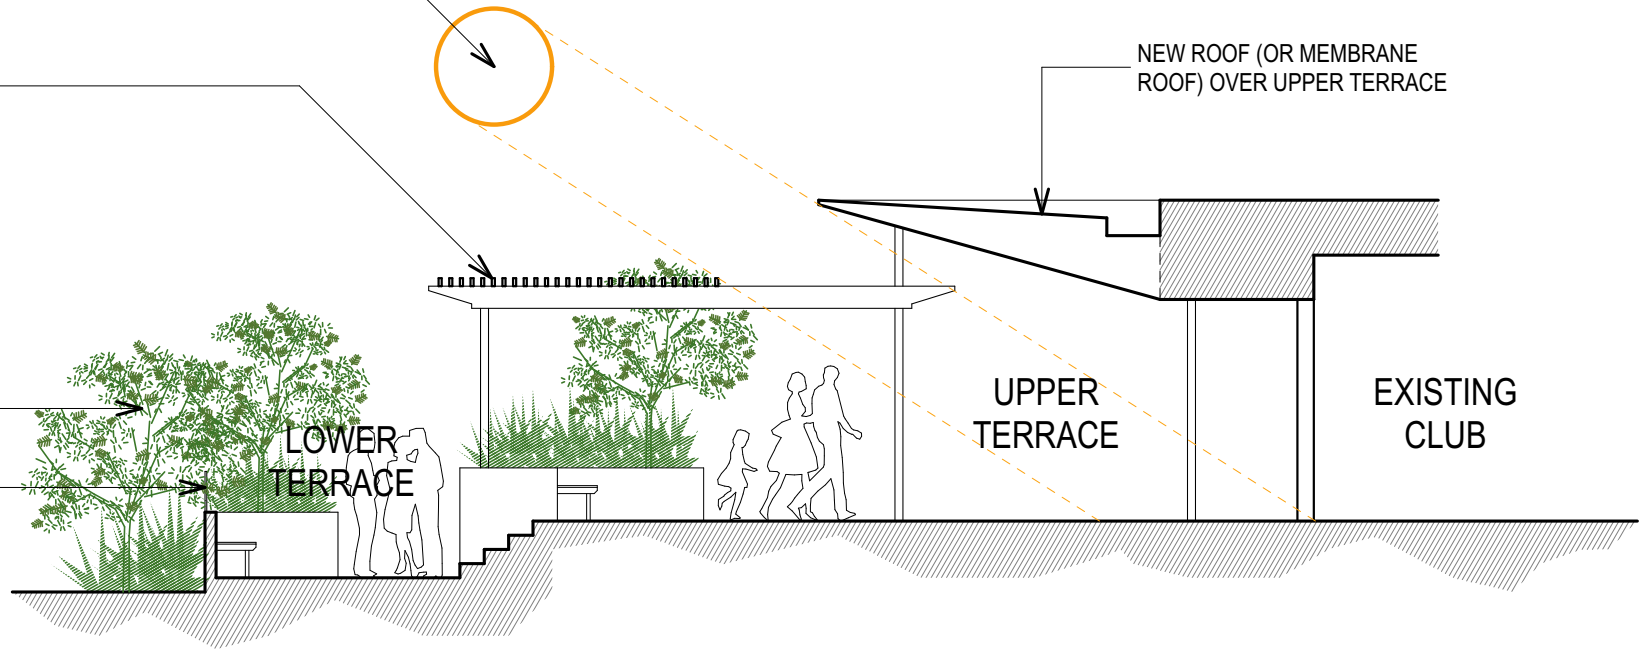 NEW ROOF (OR MEMBRANE
ROOF) OVER UPPER TERRACE
UPPER
TERRACE
EXISTING
CLUB
LOWER
TERRACE